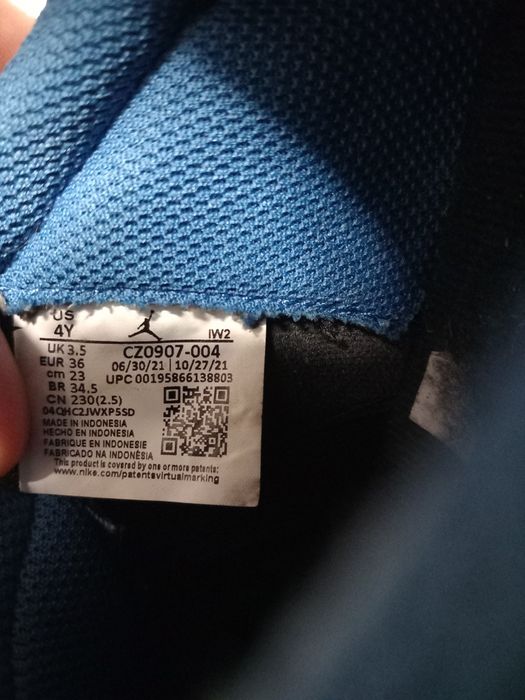 US
4Y
IW2
UK 3.5
CZ0907-004
EUR 36
06/30/21 | 10/27/21
cm 23
UPC 00195866138803
BR 34.5
CN 230(2.5)
04QHC2JWXP5SD
MADE IN INDONESIA
HECHO EN INDONESIA
FABRIQUE EN INDONESIE
FABRICADO NA INDONÉSIA
This product is covered by one or more patents:
www.nike.com/patentsvirtualmarking